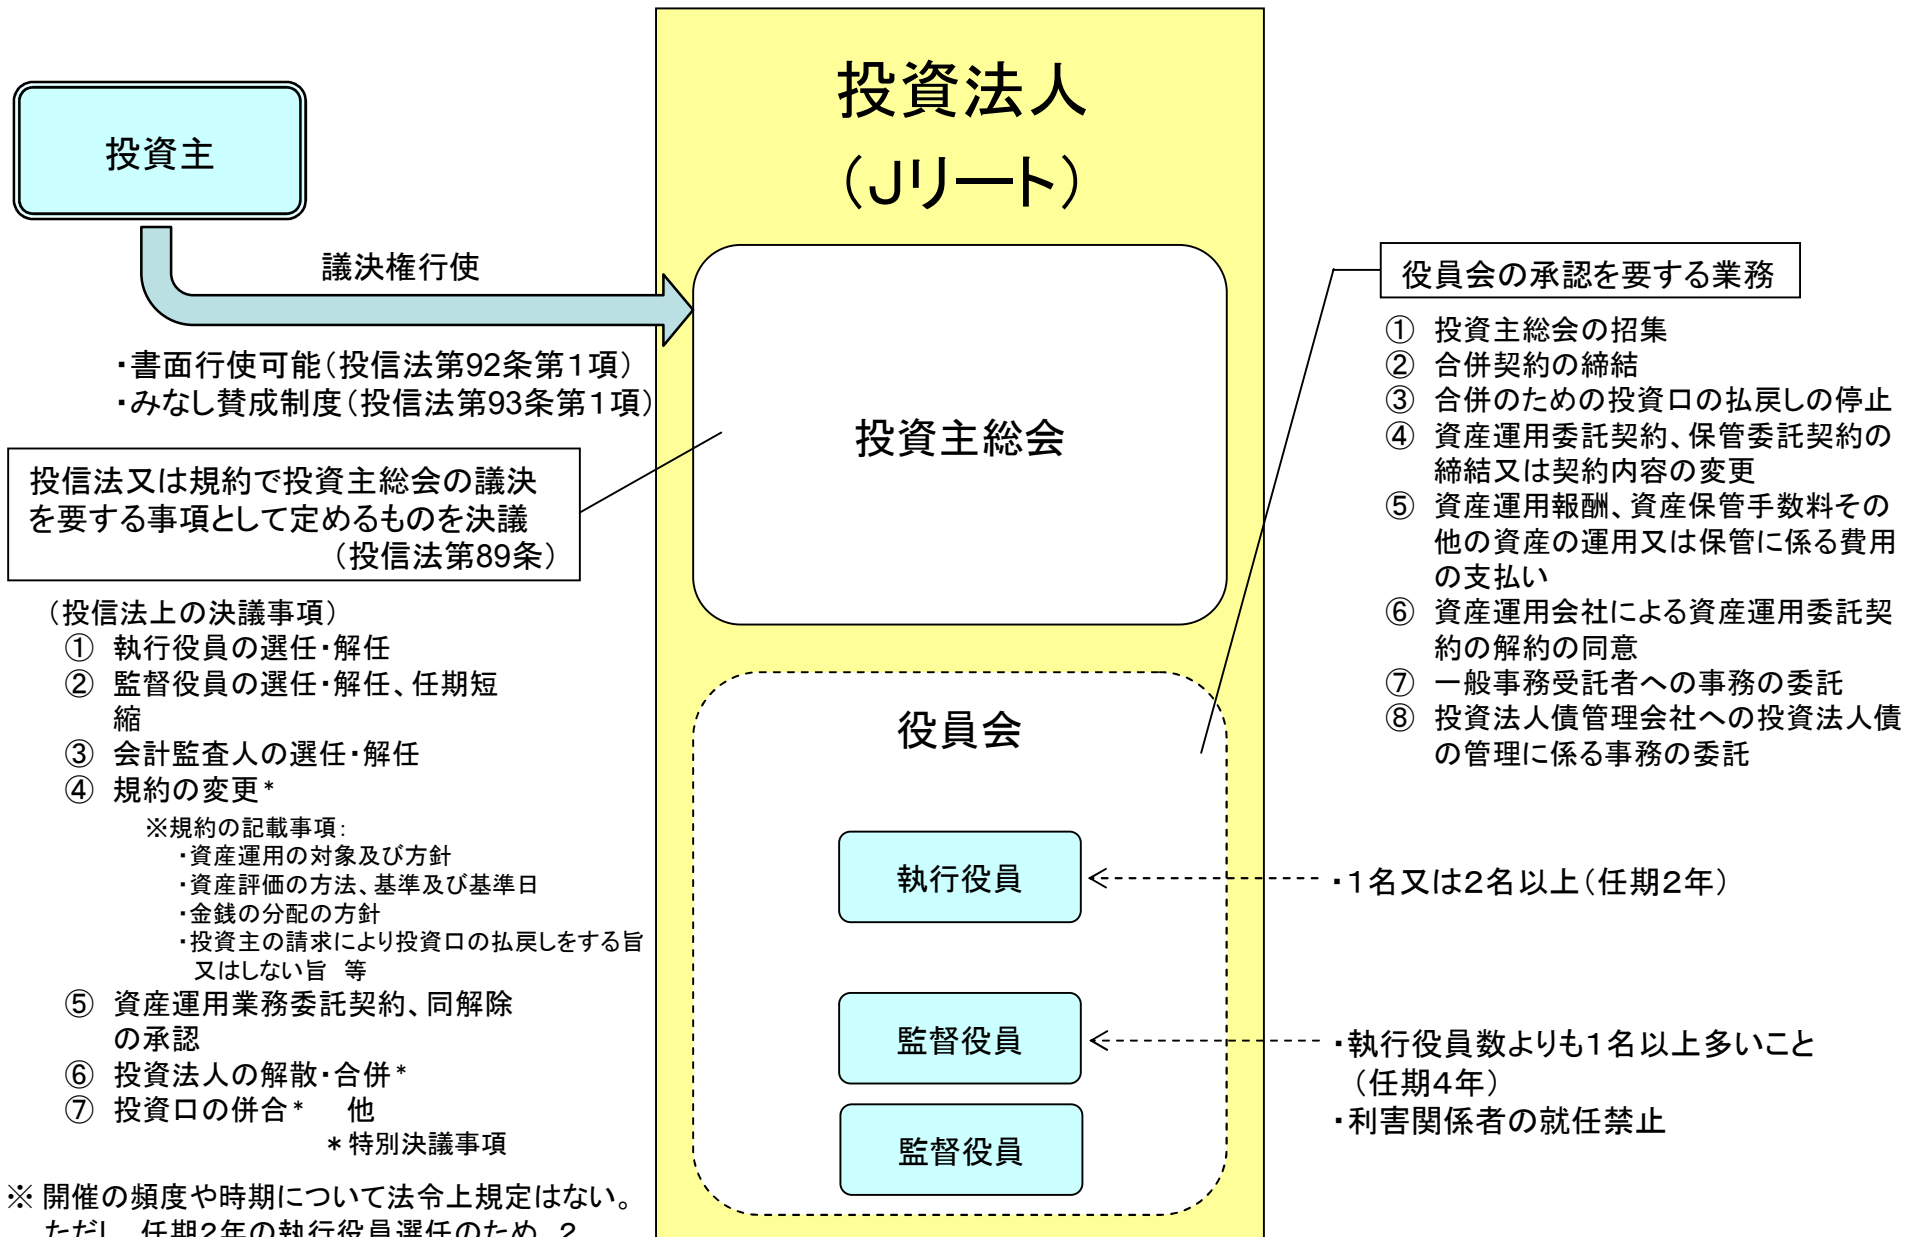 投資法人
（Jリート）
投資主
議決権行使
・書面行使可能（投信法第92条第1項）
・みなし賛成制度（投信法第93条第1項）
投資主総会
投信法又は規約で投資主総会の議決
を要する事項として定めるものを決議
（投信法第89条）
（投信法上の決議事項）
① 執行役員の選任・解任
② 監督役員の選任・解任、任期短
縮
③ 会計監査人の選任・解任
④ 規約の変更*
※規約の記載事項：
・資産運用の対象及び方針
・資産評価の方法、基準及び基準日
・金銭の分配の方針
・投資主の請求により投資口の払戻しをする旨
又はしない旨 等
⑤ 資産運用業務委託契約、同解除
の承認
⑥ 投資法人の解散・合併*
⑦ 投資口の併合* 他
*特別決議事項
※ 開催の頻度や時期について法令上規定はない。
ただし、任期2年の執行役員選任のため、2
役員会
執行役員
監督役員
監督役員
役員会の承認を要する業務
① 投資主総会の招集
② 合併契約の締結
③ 合併のための投資口の払戻しの停止
④ 資産運用委託契約、保管委託契約の
締結又は契約内容の変更
⑤ 資産運用報酬、資産保管手数料その
他の資産の運用又は保管に係る費用
の支払い
⑥ 資産運用会社による資産運用委託契
約の解約の同意
⑦ 一般事務受託者への事務の委託
⑧ 投資法人債管理会社への投資法人債
の管理に係る事務の委託
・1名又は2名以上（任期2年）
・執行役員数よりも1名以上多いこと
（任期4年）
・利害関係者の就任禁止